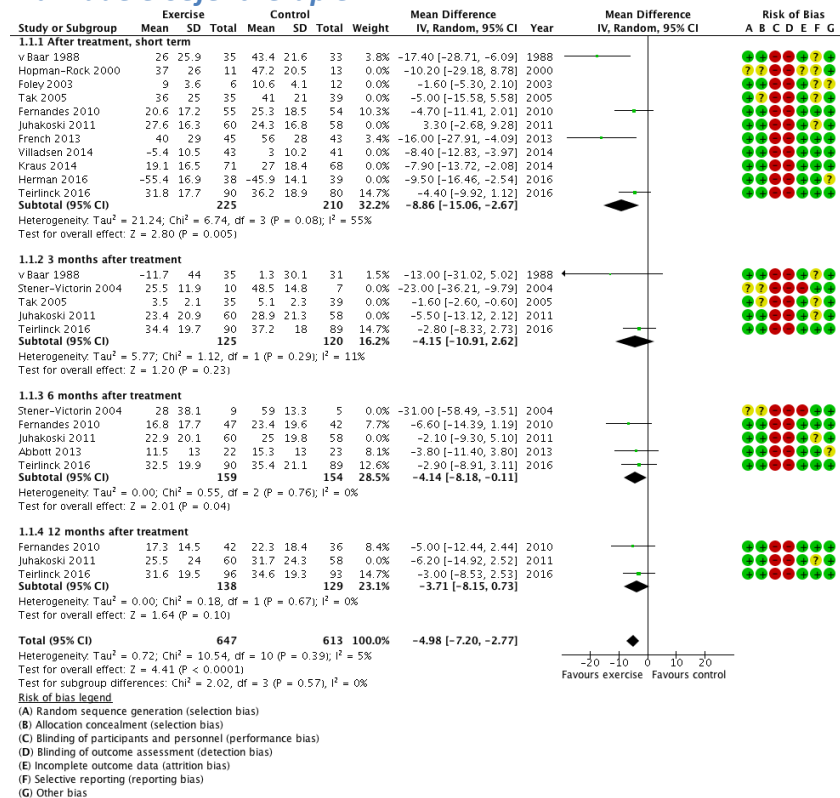 Exercise Control Mean Difference Mean Difference Risk of Bias
Study or Subgroup Mean SD Total Mean SD Total Weight IV, Random, 95% CI Year IV, Random, 95% CI A B C D E F G
1.1.1 After treatment, short term
v Baar 1988 26 25.9 35 43.4 21.6 33 3.8% -17.40 [-28.71, -6.09] 1988 + + − − + ? +
Hopman-Rock 2000 37 26 11 47.2 20.5 13 0.0% -10.20 [-29.18, 8.78] 2000 ? ? − − ? ? +
Foley 2003 9 3.6 6 10.6 4.1 12 0.0% -1.60 [-5.30, 2.10] 2003 + + − − + ? ?
Tak 2005 36 25 35 41 21 39 0.0% -5.00 [-15.58, 5.58] 2005 + ? − − + ? +
Fernandes 2010 20.6 17.2 55 25.3 18.5 54 10.3% -4.70 [-11.41, 2.01] 2010 + + − − + + +
Juhakoski 2011 27.6 16.3 60 24.3 16.8 58 0.0% 3.30 [-2.68, 9.28] 2011 + + − − + ? +
French 2013 40 29 45 56 28 43 3.4% -16.00 [-27.91, -4.09] 2013 + + − − + + +
Villadsen 2014 -5.4 10.5 43 3 10.2 41 0.0% -8.40 [-12.83, -3.97] 2014 + + − − + + +
Kraus 2014 19.1 16.5 71 27 18.4 68 0.0% -7.90 [-13.72, -2.08] 2014 + + − − + + +
Herman 2016 -55.4 16.9 38 -45.9 14.1 39 0.0% -9.50 [-16.46, -2.54] 2016 + + − − + + ?
Teirlinck 2016 31.8 17.7 90 36.2 18.9 80 14.7% -4.40 [-9.92, 1.12] 2016 + + − − + + +
Subtotal (95% CI) 225 210 32.2% -8.86 [-15.06, -2.67]
Heterogeneity: Tau² = 21.24; Chi² = 6.74, df = 3 (P = 0.08); I² = 55%
Test for overall effect: Z = 2.80 (P = 0.005)
1.1.2 3 months after treatment
v Baar 1988 -11.7 44 35 1.3 30.1 31 1.5% -13.00 [-31.02, 5.02] 1988 + + − − + ? +
Stener-Victorin 2004 25.5 11.9 10 48.5 14.8 7 0.0% -23.00 [-36.21, -9.79] 2004 ? ? − − − + +
Tak 2005 3.5 2.1 35 5.1 2.3 39 0.0% -1.60 [-2.60, -0.60] 2005 + ? − − + ? +
Juhakoski 2011 23.4 20.9 60 28.9 21.3 58 0.0% -5.50 [-13.12, 2.12] 2011 + + − − + ? +
Teirlinck 2016 34.4 19.7 90 37.2 18 89 14.7% -2.80 [-8.33, 2.73] 2016 + + − − + + +
Subtotal (95% CI) 125 120 16.2% -4.15 [-10.91, 2.62]
Heterogeneity: Tau² = 5.77; Chi² = 1.12, df = 1 (P = 0.29); I² = 11%
Test for overall effect: Z = 1.20 (P = 0.23)
1.1.3 6 months after treatment
Stener-Victorin 2004 28 38.1 9 59 13.3 5 0.0% -31.00 [-58.49, -3.51] 2004 ? ? − − − + +
Fernandes 2010 16.8 17.7 47 23.4 19.6 42 7.7% -6.60 [-14.39, 1.19] 2010 + + − − + + +
Juhakoski 2011 22.9 20.1 60 25 19.8 58 0.0% -2.10 [-9.30, 5.10] 2011 + + − − + ? +
Abbott 2013 11.5 13 22 15.3 13 23 0.0% -3.80 [-11.40, 3.80] 2013 + + − − + + ?
Teirlinck 2016 32.5 19.9 90 35.4 21.1 89 12.6% -2.90 [-8.91, 3.11] 2016 + + − − + + +
Subtotal (95% CI) 159 154 28.5% -4.14 [-8.18, -0.11]
Heterogeneity: Tau² = 0.00; Chi² = 0.55, df = 2 (P = 0.76); I² = 0%
Test for overall effect: Z = 2.01 (P = 0.04)
1.1.4 12 months after treatment
Fernandes 2010 17.3 14.5 42 22.3 18.4 36 8.4% -5.00 [-12.44, 2.44] 2010 + + − − + + +
Juhakoski 2011 25.5 24 60 31.7 24.3 58 0.0% -6.20 [-14.92, 2.52] 2011 + + − − + ? +
Teirlinck 2016 31.6 19.5 96 34.6 19.3 93 14.7% -3.00 [-8.53, 2.53] 2016 + + − − + + +
Subtotal (95% CI) 138 129 23.1% -3.71 [-8.15, 0.73]
Heterogeneity: Tau² = 0.00; Chi² = 0.18, df = 1 (P = 0.67); I² = 0%
Test for overall effect: Z = 1.64 (P = 0.10)
Total (95% CI) 647 613 100.0% -4.98 [-7.20, -2.77]
Heterogeneity: Tau² = 0.72; Chi² = 10.54, df = 10 (P = 0.39); I² = 5%
Test for overall effect: Z = 4.41 (P < 0.0001)
Test for subgroup differences: Chi² = 2.02, df = 3 (P = 0.57), I² = 0%
-20 -10 0 10 20
Favours exercise Favours control
Risk of bias legend
(A) Random sequence generation (selection bias)
(B) Allocation concealment (selection bias)
(C) Blinding of participants and personnel (performance bias)
(D) Blinding of outcome assessment (detection bias)
(E) Incomplete outcome data (attrition bias)
(F) Selective reporting (reporting bias)
(G) Other bias